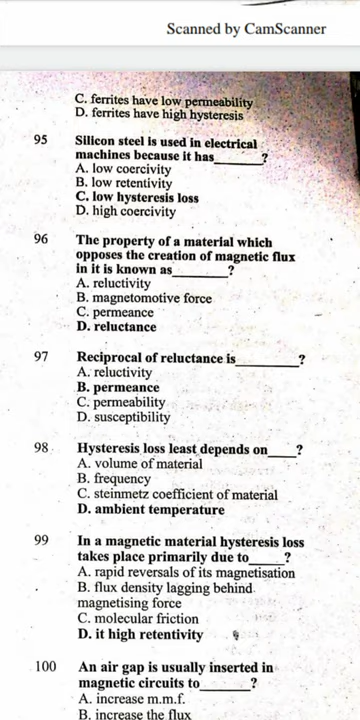 Scanned by CamScanner
C. ferrites have low permeability
D. ferrites have high hysteresis
95 Silicon steel is used in electrical
machines because it has______?
A. low coercivity
B. low retentivity
C. low hysteresis loss
D. high coercivity
96 The property of a material which
opposes the creation of magnetic flux
in it is known as_______?
A. reluctivity
B. magnetomotive force
C. permeance
D. reluctance
97 Reciprocal of reluctance is________?
A. reluctivity
B. permeance
C. permeability
D. susceptibility
98 Hysteresis loss least depends on___?
A. volume of material
B. frequency
C. steinmetz coefficient of material
D. ambient temperature
99 In a magnetic material hysteresis loss
takes place primarily due to____?
A. rapid reversals of its magnetisation
B. flux density lagging behind
magnetising force
C. molecular friction
D. it high retentivity
100 An air gap is usually inserted in
magnetic circuits to______?
A. increase m.m.f.
B. increase the flux